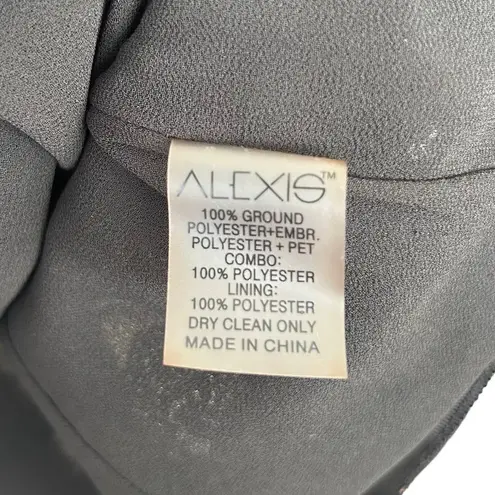 ALEXIS™
100% GROUND
POLYESTER+EMBR.
POLYESTER + PET
COMBO:
100% POLYESTER
LINING:
100% POLYESTER
DRY CLEAN ONLY
MADE IN CHINA